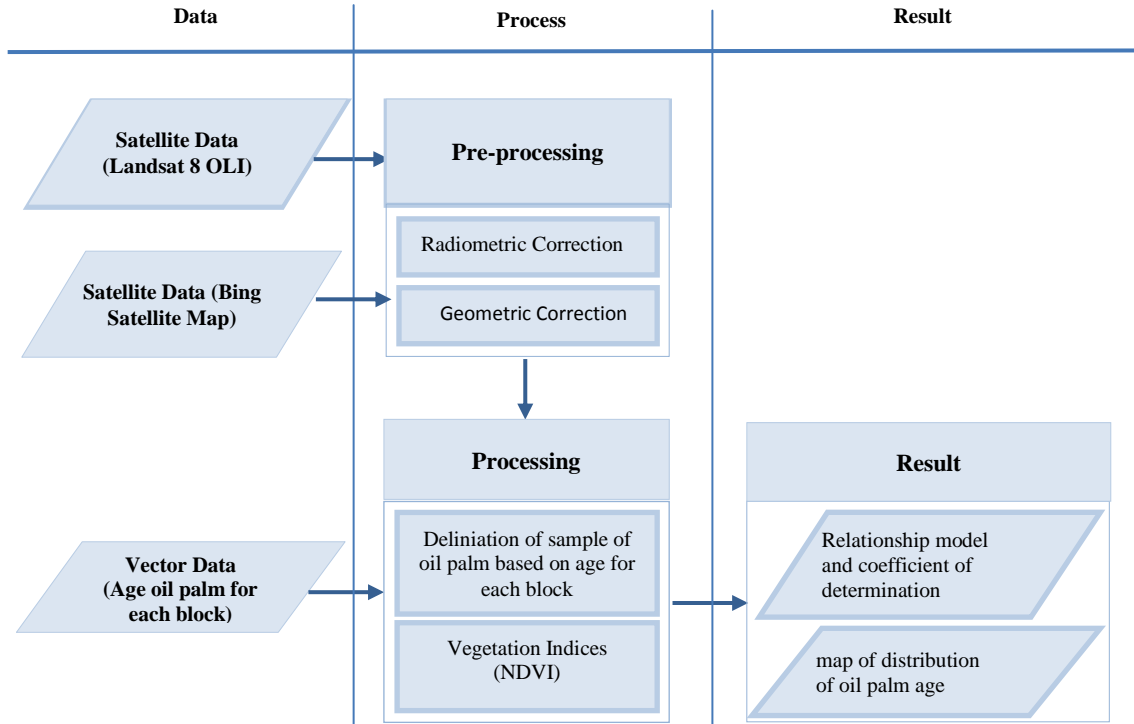 Data
Process
Result
Satellite Data
(Landsat 8 OLI)
Pre-processing
Radiometric Correction
Satellite Data (Bing
Satellite Map)
Geometric Correction
Processing
Result
Vector Data
(Age oil palm for
each block)
Deliniation of sample of
oil palm based on age for
each block
Vegetation Indices
(NDVI)
Relationship model
and coefficient of
determination
map of distribution
of oil palm age